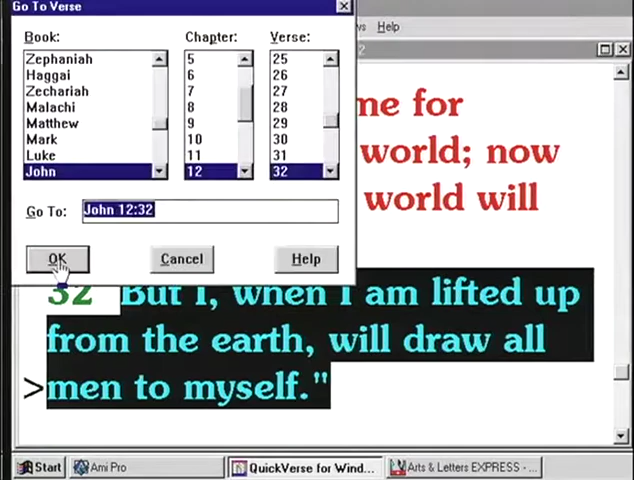 Go To Verse
ws Help
2
Book: Chapter: Verse:
Zephaniah 5 25
Haggai 6 26
Zechariah 7 27
Malachi 8 28
Matthew 9 29
Mark 10 30
Luke 11 31
John 12 32
Go To: John 12:32
OK Cancel Help
me for
world; now
world will
32 But I, when I am lifted up
from the earth, will draw all
>men to myself."
Start Ami Pro QuickVerse for Wind... Arts & Letters EXPRESS - ...